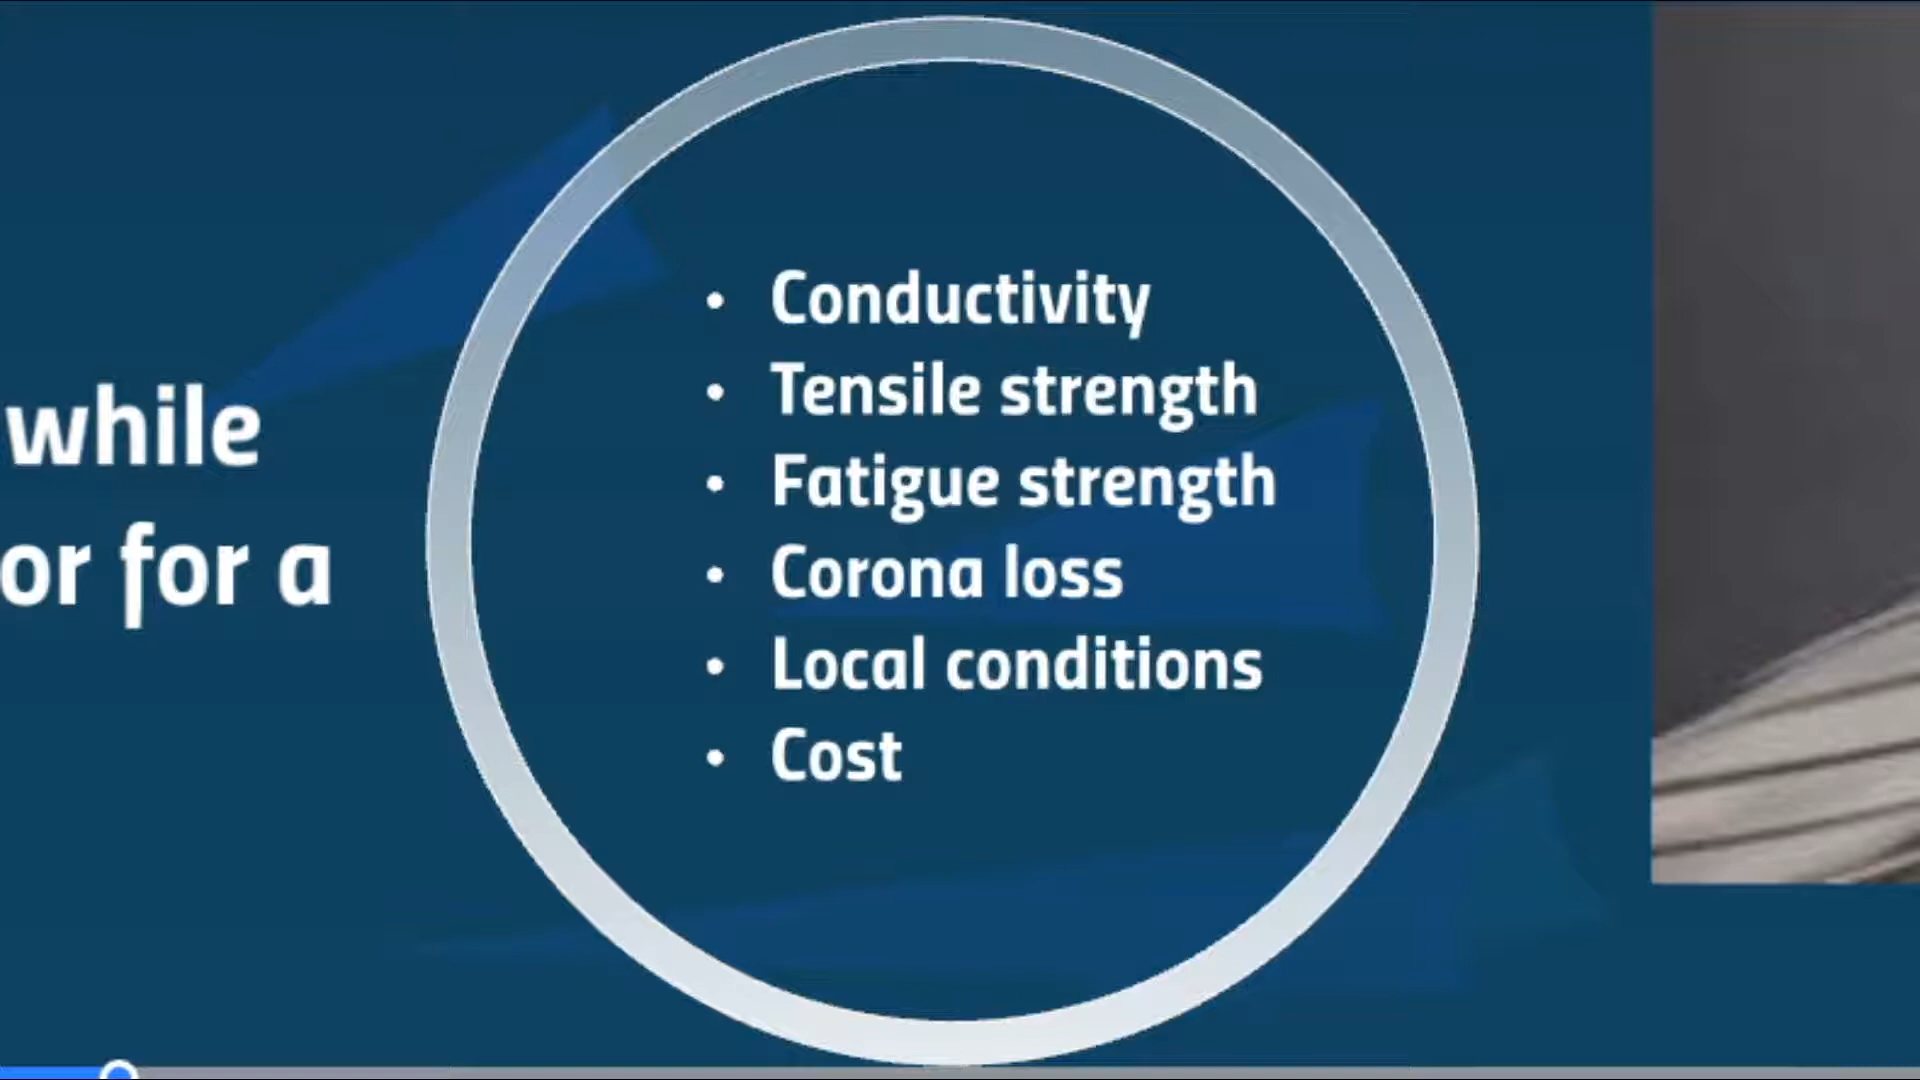 while
or for a
• Conductivity
• Tensile strength
• Fatigue strength
• Corona loss
• Local conditions
• Cost